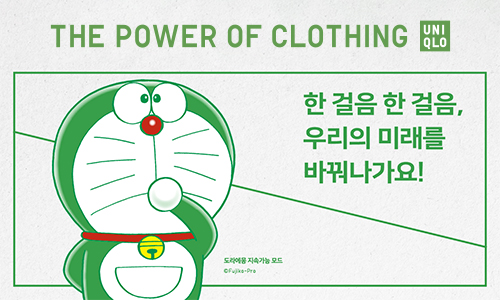 THE POWER OF CLOTHING
UNI
QLO
한 걸음 한 걸음,
우리의 미래를
바꿔나가요!
도라에몽 지속가능 모드
©Fujiko-Pro